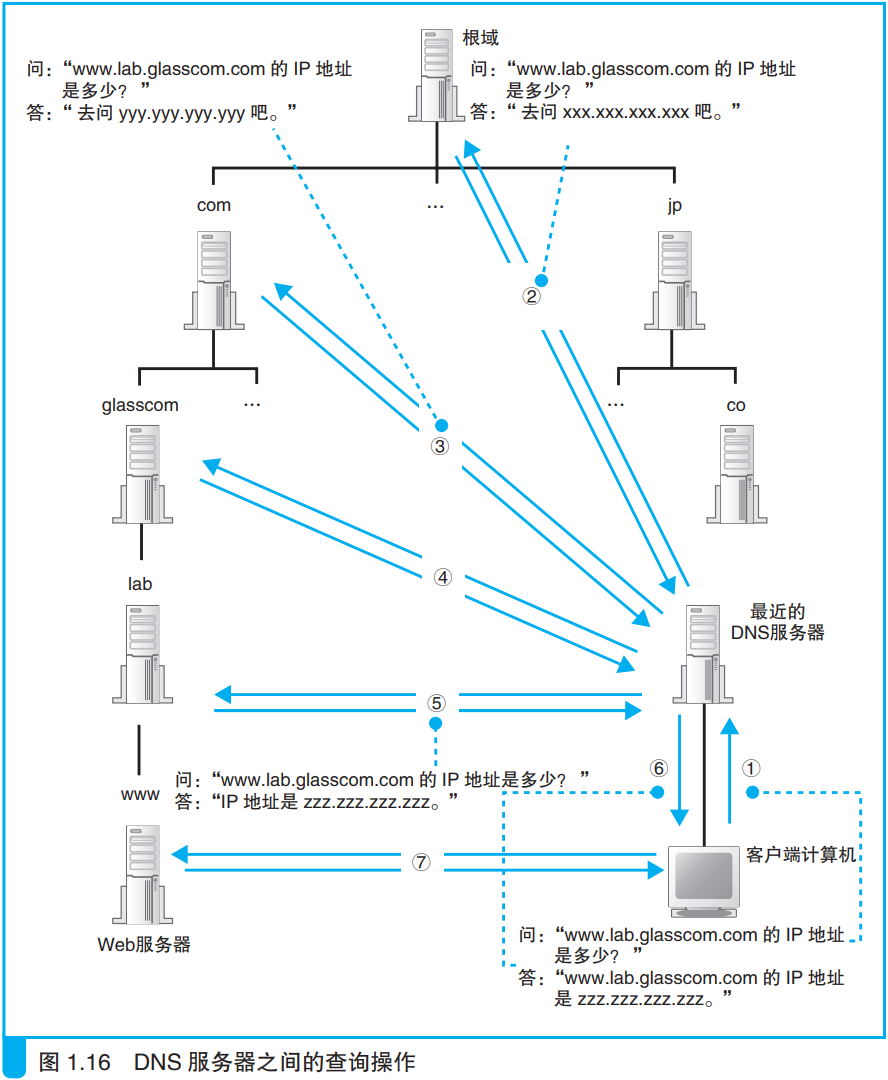 根域
问：“www.lab.glasscom.com 的 IP 地址
是多少？ ”
答：“ 去问 yyy.yyy.yyy.yyy 吧。”
问：“www.lab.glasscom.com 的 IP 地址
是多少？ ”
答：“ 去问 xxx.xxx.xxx.xxx 吧。”
com
...
jp
②
glasscom
...
...
co
③
④
lab
最近的
DNS服务器
⑤
⑥
①
问：“www.lab.glasscom.com 的 IP 地址是多少？ ”
答：“IP 地址是 zzz.zzz.zzz.zzz。”
www
⑦
客户端计算机
Web服务器
问：“www.lab.glasscom.com 的 IP 地址
是多少？ ”
答：“www.lab.glasscom.com 的 IP 地址
是 zzz.zzz.zzz.zzz。”
图 1.16 DNS 服务器之间的查询操作